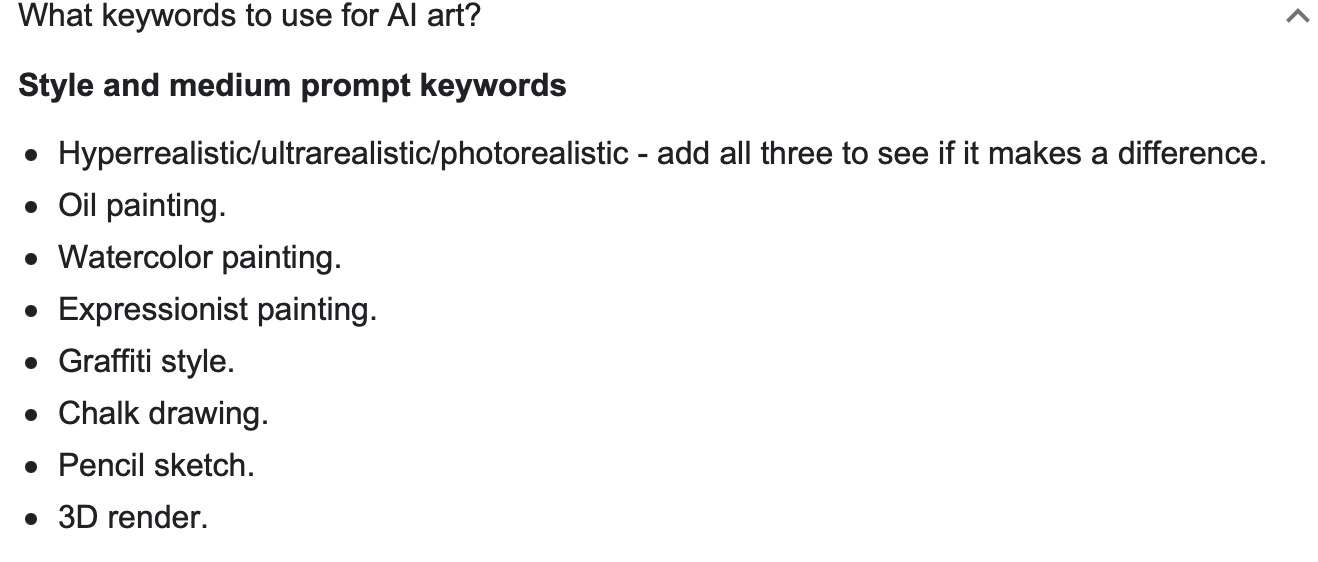 What keywords to use for AI art?
Style and medium prompt keywords
• Hyperrealistic/ultrarealistic/photorealistic - add all three to see if it makes a difference.
• Oil painting.
• Watercolor painting.
• Expressionist painting.
• Graffiti style.
• Chalk drawing.
• Pencil sketch.
• 3D render.